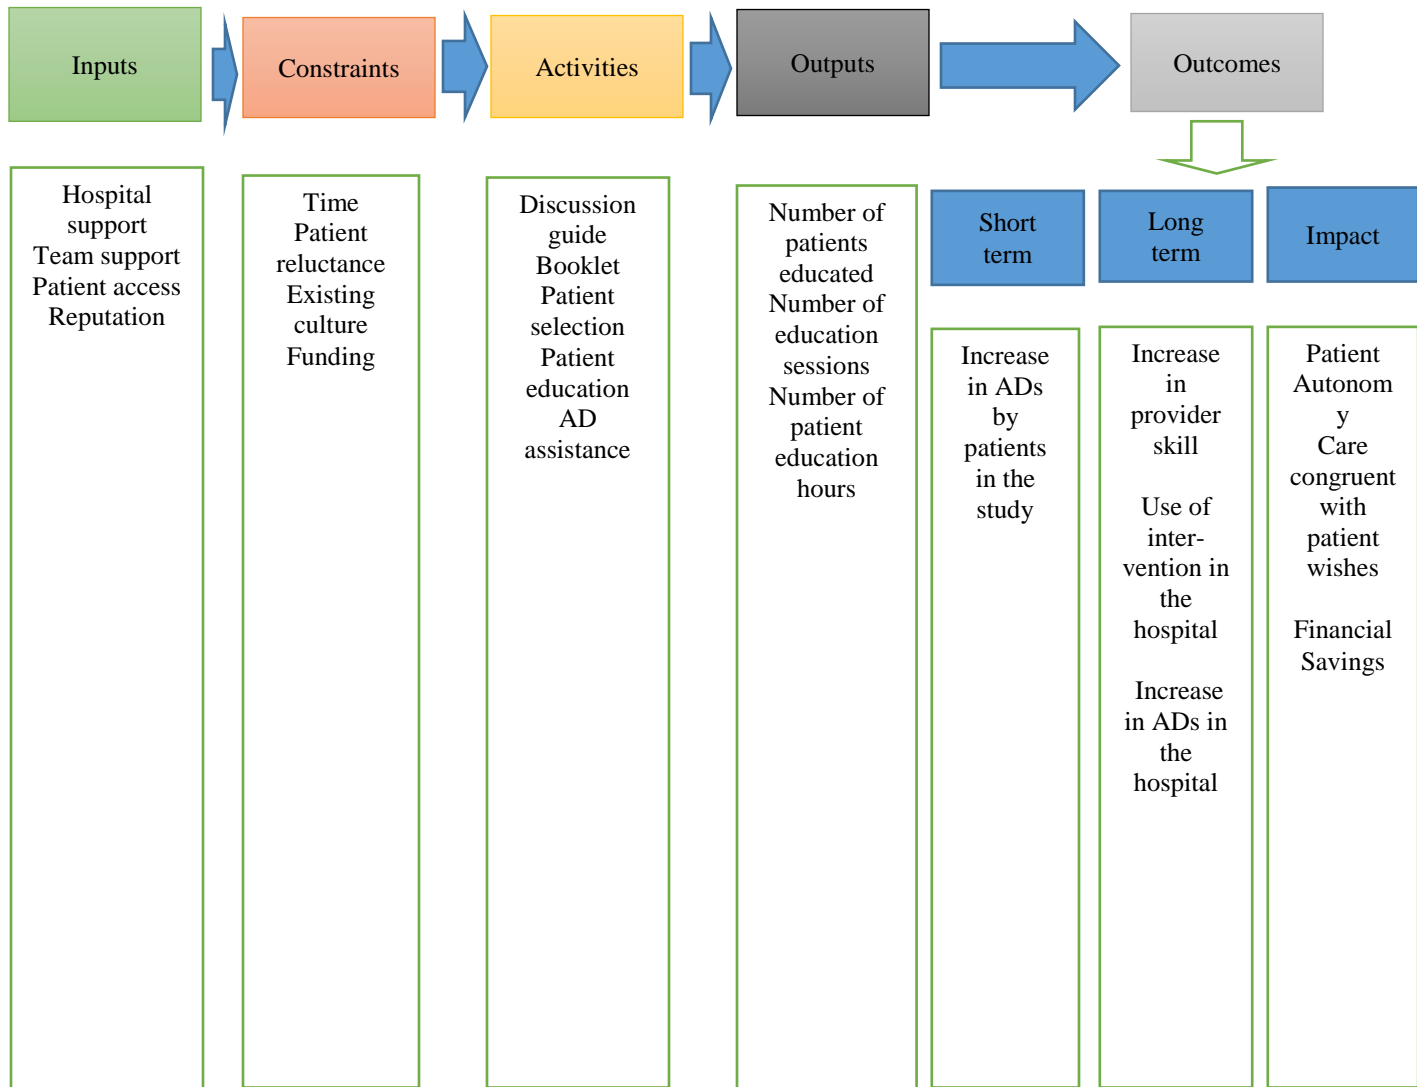 Inputs
Constraints
Activities
Outputs
Outcomes
Hospital
support
Team support
Patient access
Reputation
Time
Patient
reluctance
Existing
culture
Funding
Discussion
guide
Booklet
Patient
selection
Patient
education
AD
assistance
Number of
patients
educated
Number of
education
sessions
Number of
patient
education
hours
Short
term
Long
term
Impact
Increase
in ADs
by
patients
in the
study
Increase
in
provider
skill
Use of
inter-
vention in
the
hospital
Increase
in ADs in
the
hospital
Patient
Autonom
y
Care
congruent
with
patient
wishes
Financial
Savings